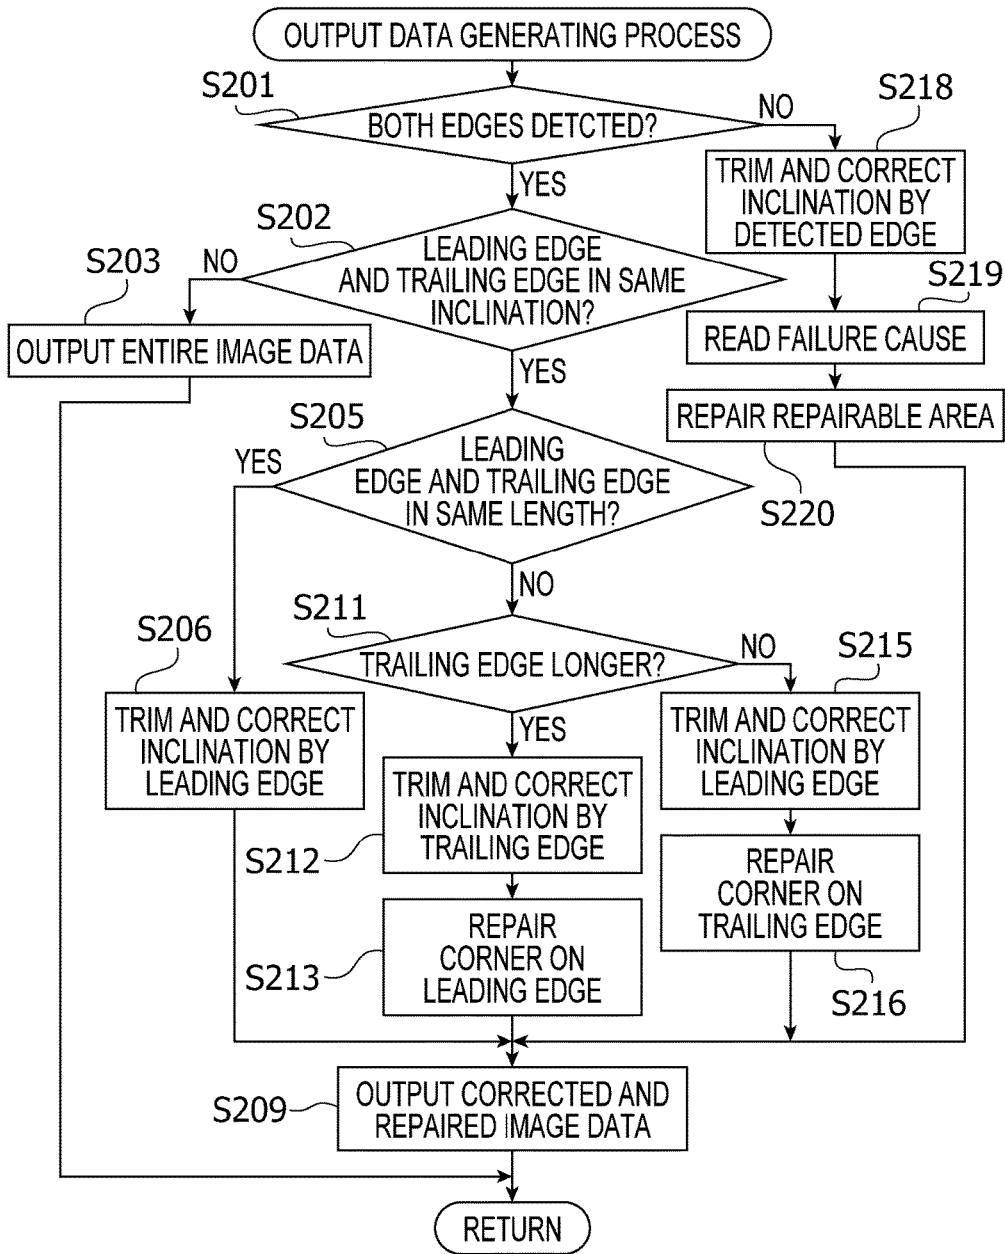 OUTPUT DATA GENERATING PROCESS
S201
BOTH EDGES DETCTED?
NO
YES
S218
TRIM AND CORRECT
INCLINATION BY
DETECTED EDGE
S202
LEADING EDGE
AND TRAILING EDGE IN SAME
INCLINATION?
NO
YES
S203
OUTPUT ENTIRE IMAGE DATA
S219
READ FAILURE CAUSE
REPAIR REPAIRABLE AREA
S220
S205
LEADING
EDGE AND TRAILING EDGE
IN SAME LENGTH?
YES
NO
S206
TRIM AND CORRECT
INCLINATION BY
LEADING EDGE
S211
TRAILING EDGE LONGER?
NO
YES
S215
TRIM AND CORRECT
INCLINATION BY
LEADING EDGE
TRIM AND CORRECT
INCLINATION BY
TRAILING EDGE
S212
REPAIR
CORNER ON
TRAILING EDGE
S216
REPAIR
CORNER ON
LEADING EDGE
S213
S209
OUTPUT CORRECTED AND
REPAIRED IMAGE DATA
RETURN